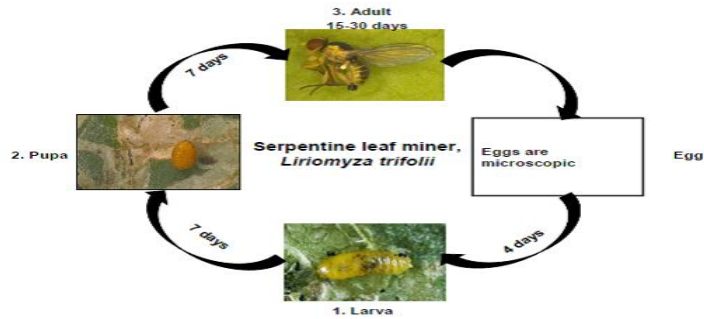 3. Adult
15-30 days
7 days
2. Pupa
Serpentine leaf miner,
Liriomyza trifolii
Eggs are
microscopic
Egg
7 days
4 days
1. Larva